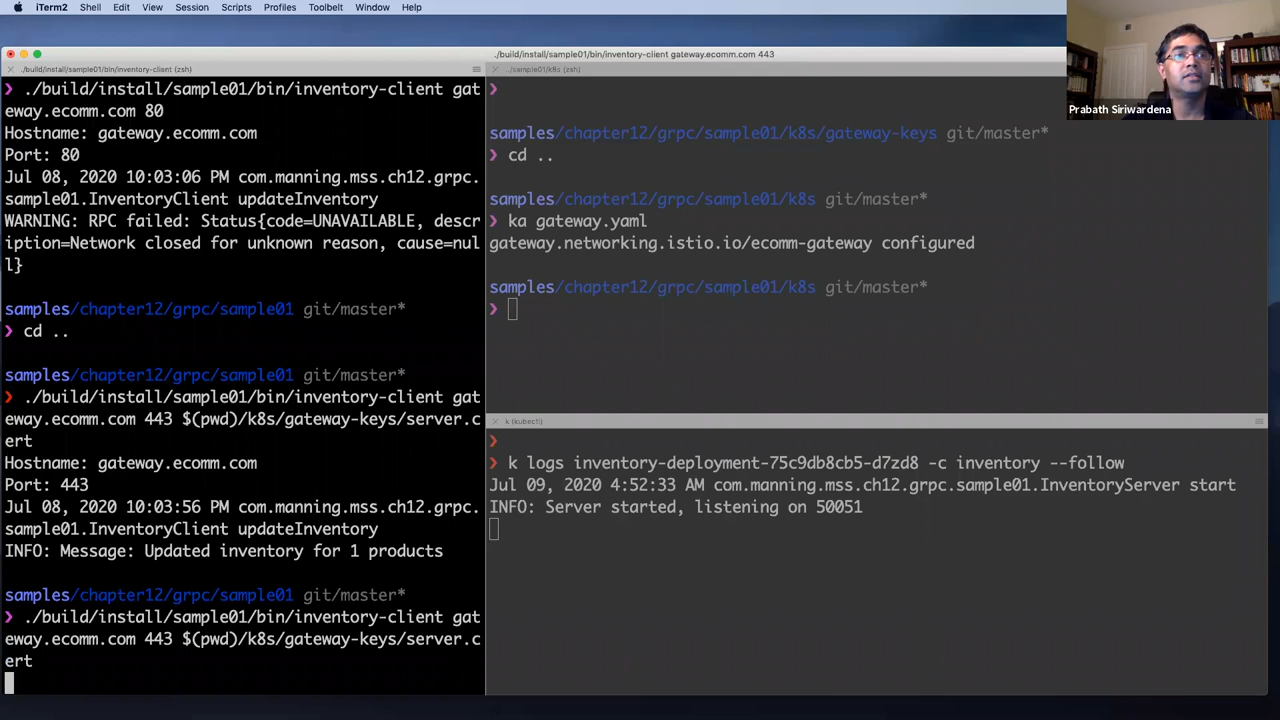 iTerm2 Shell Edit View Session Scripts Profiles Toolbelt Window Help
./build/install/sample01/bin/inventory-client gateway.ecomm.com 443
./build/install/sample01/bin/inventory-client (zsh)
❯ ./build/install/sample01/bin/inventory-client gat
eway.ecomm.com 80
Hostname: gateway.ecomm.com
Port: 80
Jul 08, 2020 10:03:06 PM com.manning.mss.ch12.grpc.
sample01.InventoryClient updateInventory
WARNING: RPC failed: Status{code=UNAVAILABLE, descr
iption=Network closed for unknown reason, cause=nul
l}
samples/chapter12/grpc/sample01 git/master*
❯ cd ..
samples/chapter12/grpc/sample01 git/master*
❯ ./build/install/sample01/bin/inventory-client gat
eway.ecomm.com 443 $(pwd)/k8s/gateway-keys/server.c
ert
Hostname: gateway.ecomm.com
Port: 443
Jul 08, 2020 10:03:56 PM com.manning.mss.ch12.grpc.
sample01.InventoryClient updateInventory
INFO: Message: Updated inventory for 1 products
samples/chapter12/grpc/sample01 git/master*
❯ ./build/install/sample01/bin/inventory-client gat
eway.ecomm.com 443 $(pwd)/k8s/gateway-keys/server.c
ert
../sample01/k8s (zsh)
❯
samples/chapter12/grpc/sample01/k8s/gateway-keys git/master*
❯ cd ..
samples/chapter12/grpc/sample01/k8s git/master*
❯ ka gateway.yaml
gateway.networking.istio.io/ecomm-gateway configured
samples/chapter12/grpc/sample01/k8s git/master*
❯
k (kubectl)
❯
❯ k logs inventory-deployment-75c9db8cb5-d7zd8 -c inventory --follow
Jul 09, 2020 4:52:33 AM com.manning.mss.ch12.grpc.sample01.InventoryServer start
INFO: Server started, listening on 50051
Prabath Siriwardena